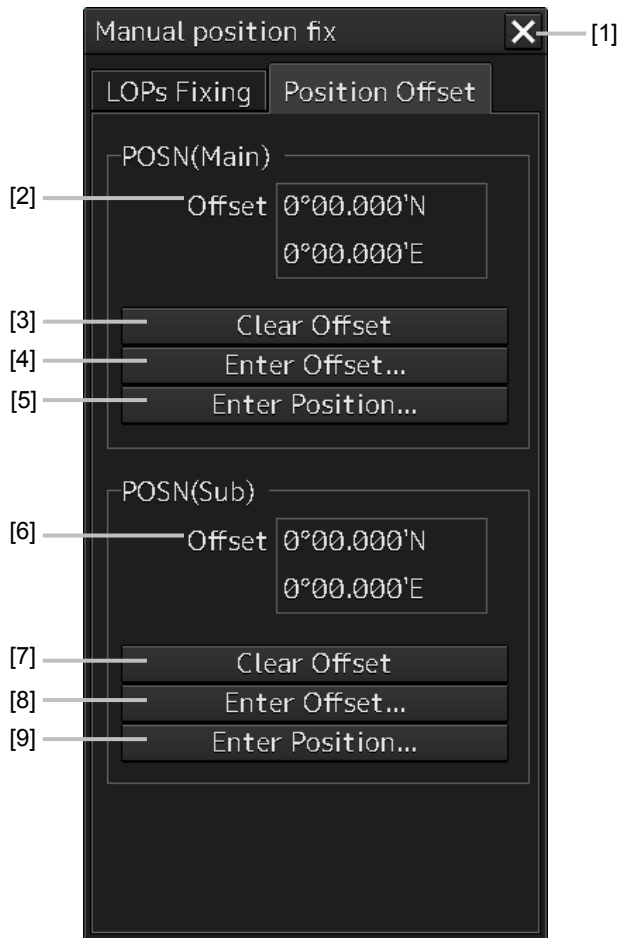 Manual position fix
[1]
LOPs Fixing Position Offset
POSN(Main)
[2] Offset 0°00.000'N
0°00.000'E
[3] Clear Offset
[4] Enter Offset...
[5] Enter Position...
POSN(Sub)
[6] Offset 0°00.000'N
0°00.000'E
[7] Clear Offset
[8] Enter Offset...
[9] Enter Position...